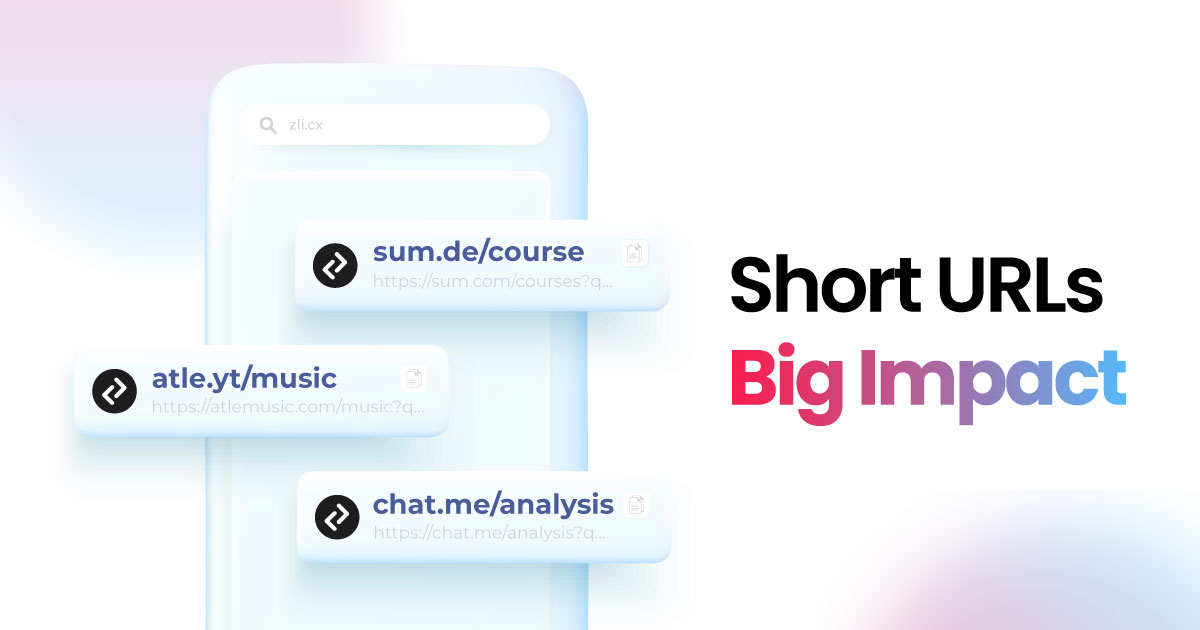 zli.cx
sum.de/course
https://sum.com/courses?q...
atle.yt/music
https://atlemusic.com/music?q...
chat.me/analysis
https://chat.me/analysis?q...
Short URLs
Big Impact